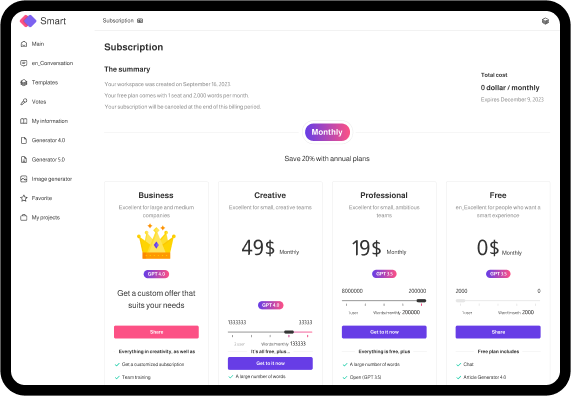 Smart
Subscription
Main
en_Conversation
Templates
Votes
My information
Generator 4.0
Generator 5.0
Image generator
Favorite
My projects
Subscription
The summary
Your workspace was created on September 16, 2023
Your free plan comes with 1 seat and 2,000 words per month.
Your subscription will be canceled at the end of this billing period.
Total cost
0 dollar / monthly
Expires December 9, 2023
Monthly
Save 20% with annual plans
Business
Excellent for large and medium
companies
GPT 4.0
Get a custom offer that
suits your needs
Share
Everything in creativity, as well as
Get a customized subscription
Team training
Creative
Excellent for small, creative teams
49$ Monthly
GPT 4.0
1333333 33333
1 user Words/monthly 133333
It's all free, plus...
Get to it now
A large number of words
Professional
Excellent for small, ambitious
teams
19$ Monthly
GPT 3.5
8000000 200000
1 user Words/monthly 200000
Get to it now
Everything is free, plus
A large number of words
Open (GPT 3.5)
Free
en_Excellent for people who want a
smart experience
0$ Monthly
GPT 3.5
2000 0
1 user Words/month 2000
Share
Free plan includes
Chat
Article Generator 4.0